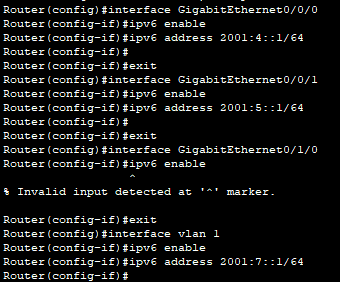 Router(config)#interface GigabitEthernet0/0/0
Router(config-if)#ipv6 enable
Router(config-if)#ipv6 address 2001:4::1/64
Router(config-if)#
Router(config-if)#exit
Router(config)#interface GigabitEthernet0/0/1
Router(config-if)#ipv6 enable
Router(config-if)#ipv6 address 2001:5::1/64
Router(config-if)#
Router(config-if)#exit
Router(config)#interface GigabitEthernet0/1/0
Router(config-if)#ipv6 enable
^
% Invalid input detected at '^' marker.
Router(config-if)#exit
Router(config)#interface vlan 1
Router(config-if)#ipv6 enable
Router(config-if)#ipv6 address 2001:7::1/64
Router(config-if)#